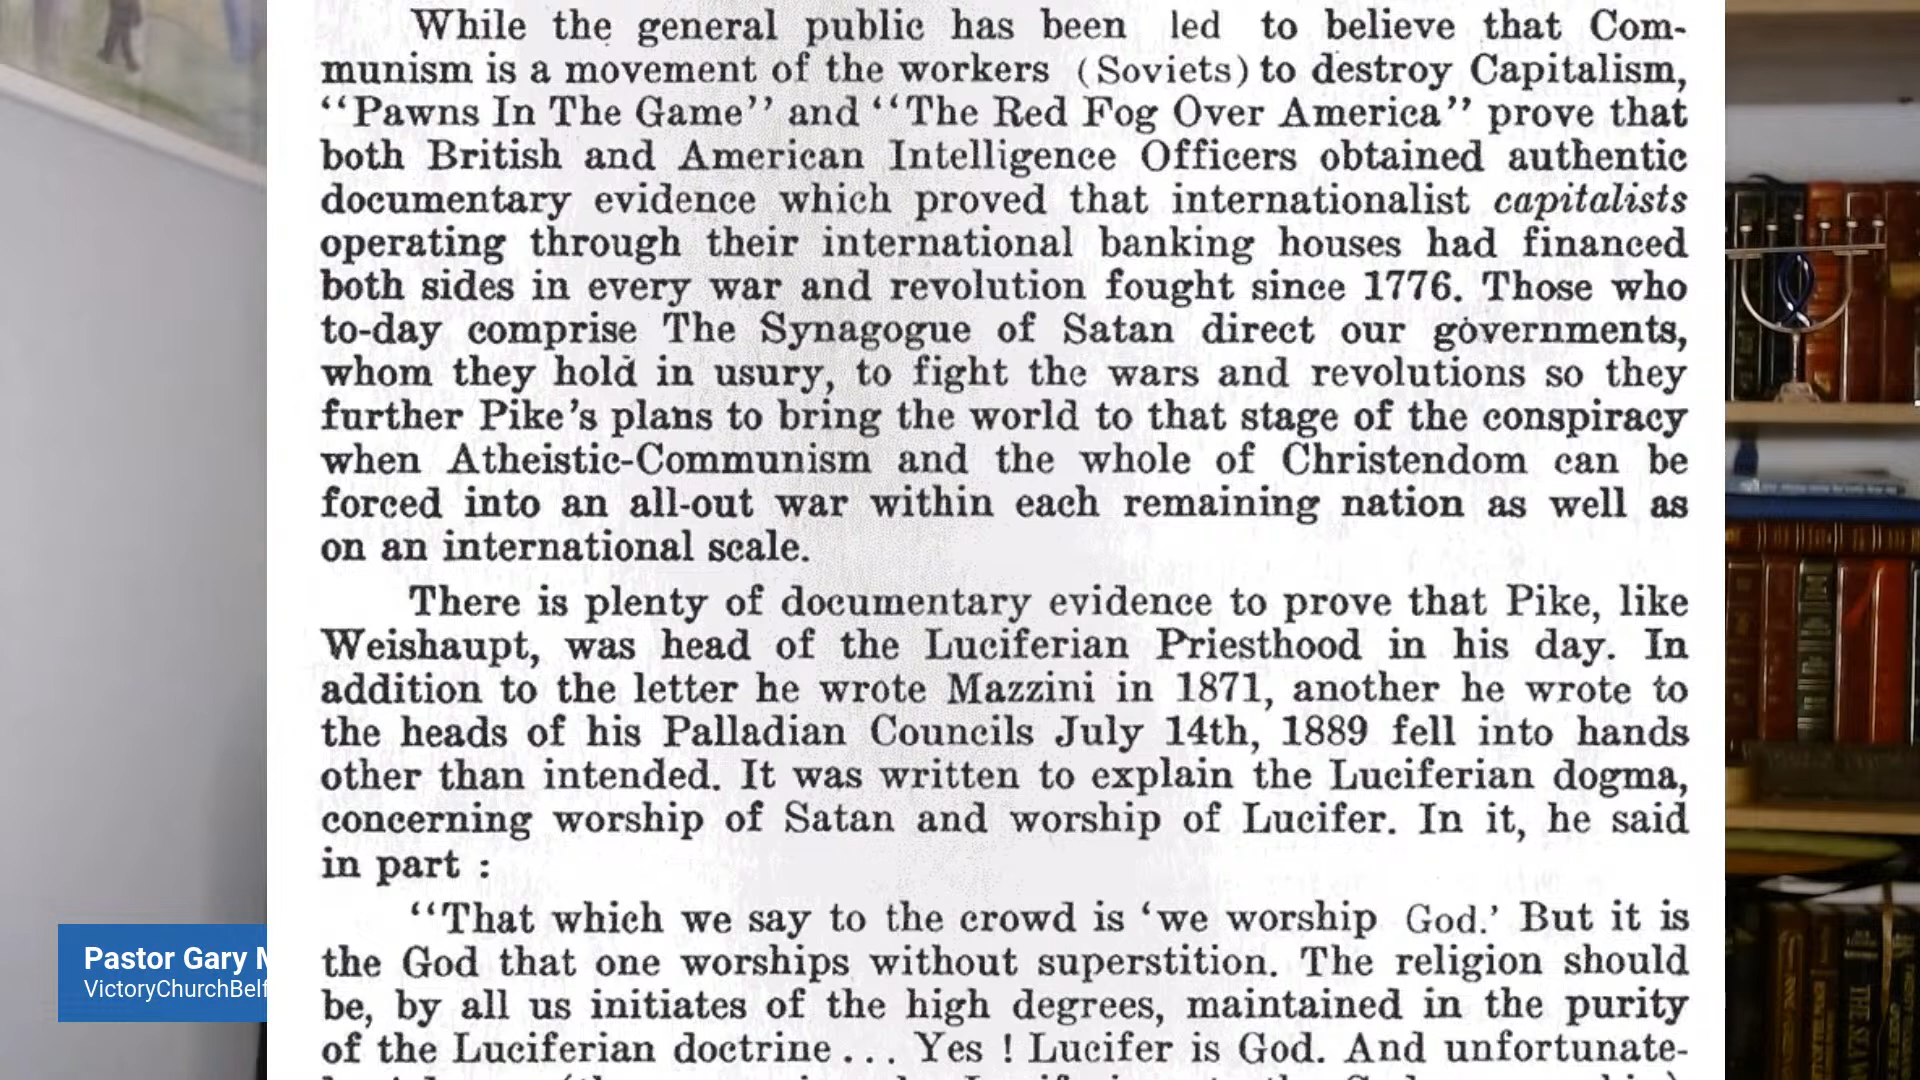 While the general public has been led to believe that Com-
munism is a movement of the workers (Soviets) to destroy Capitalism,
‘‘Pawns In The Game’’ and ‘‘The Red Fog Over America’’ prove that
both British and American Intelligence Officers obtained authentic
documentary evidence which proved that internationalist capitalists
operating through their international banking houses had financed
both sides in every war and revolution fought since 1776. Those who
to-day comprise The Synagogue of Satan direct our governments,
whom they hold in usury, to fight the wars and revolutions so they
further Pike’s plans to bring the world to that stage of the conspiracy
when Atheistic-Communism and the whole of Christendom can be
forced into an all-out war within each remaining nation as well as
on an international scale.
There is plenty of documentary evidence to prove that Pike, like
Weishaupt, was head of the Luciferian Priesthood in his day. In
addition to the letter he wrote Mazzini in 1871, another he wrote to
the heads of his Palladian Councils July 14th, 1889 fell into hands
other than intended. It was written to explain the Luciferian dogma,
concerning worship of Satan and worship of Lucifer. In it, he said
in part :
‘‘That which we say to the crowd is ‘we worship God.’ But it is
the God that one worships without superstition. The religion should
be, by all us initiates of the high degrees, maintained in the purity
of the Luciferian doctrine... Yes ! Lucifer is God. And unfortunate-
Pastor Gary
VictoryChurchBelf